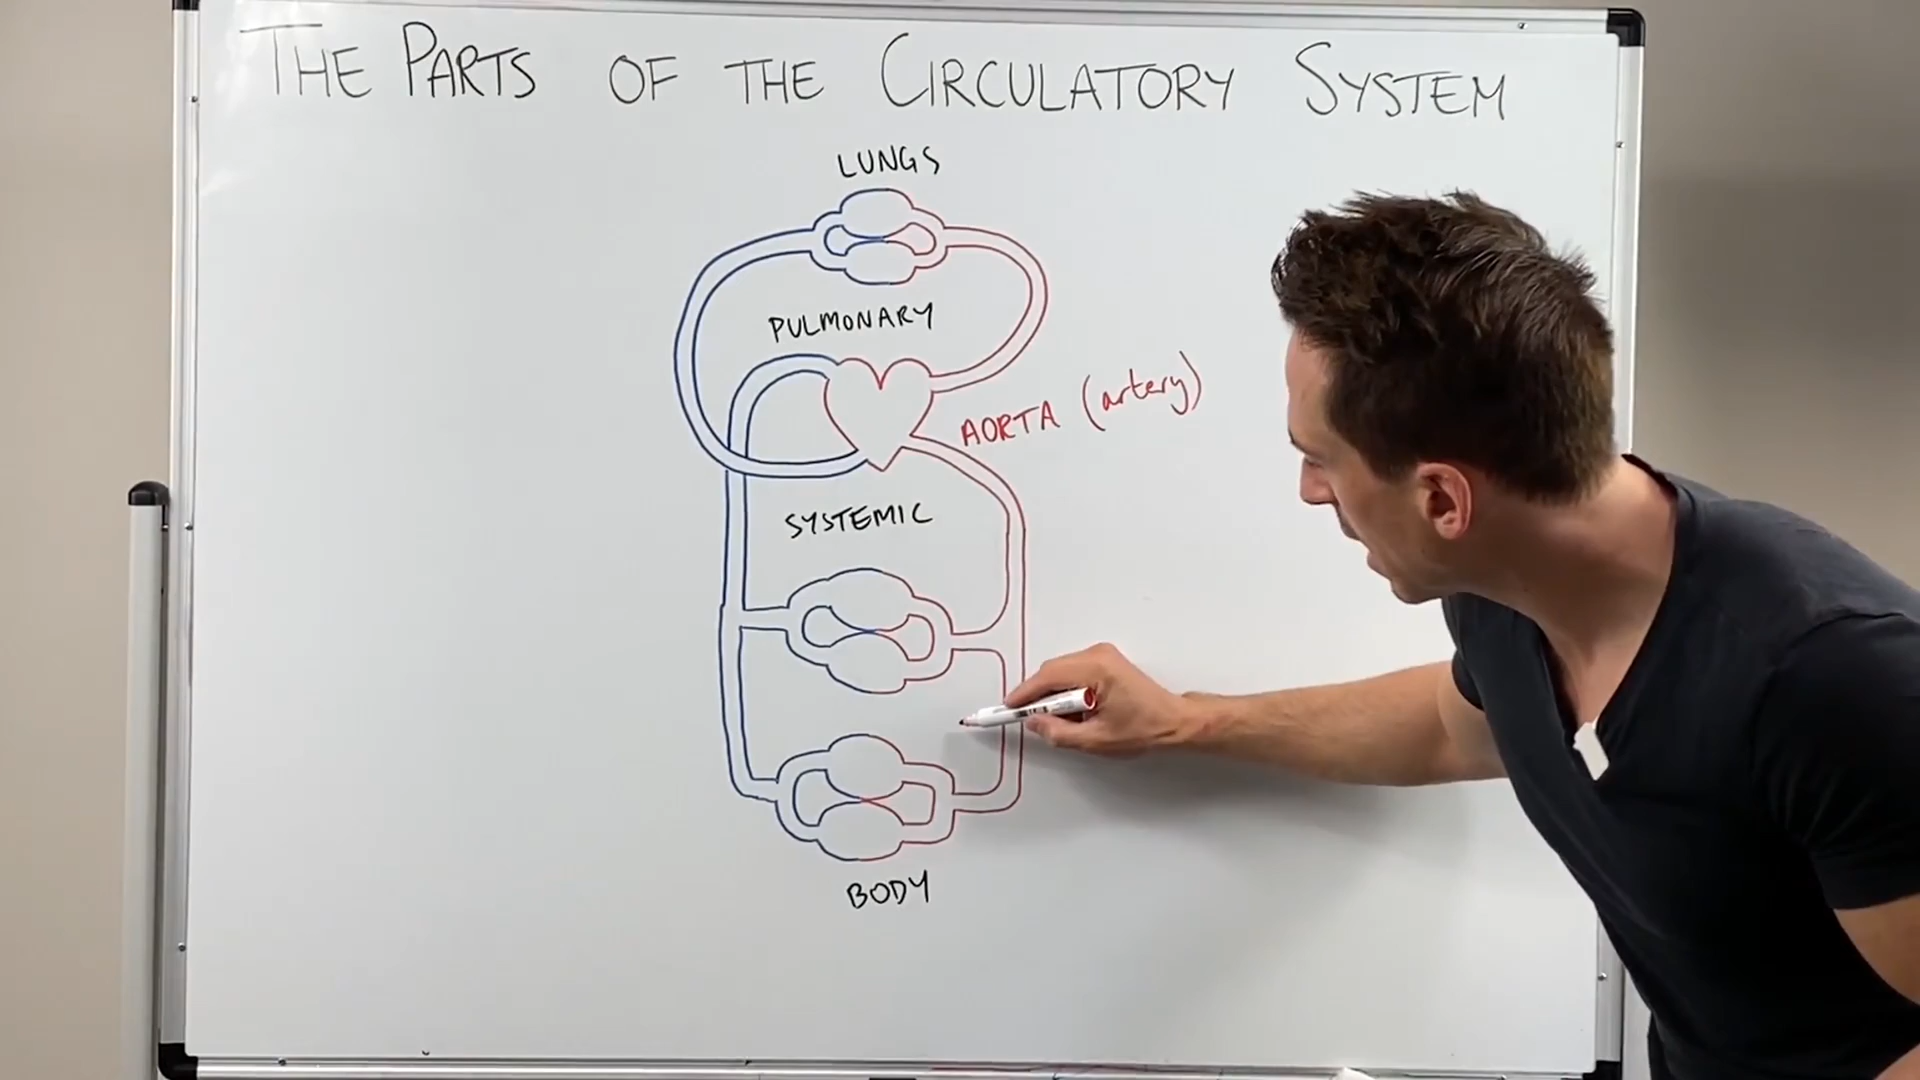 THE PARTS OF THE CIRCULATORY SYSTEM
LUNGS
PULMONARY
AORTA (artery)
SYSTEMIC
BODY